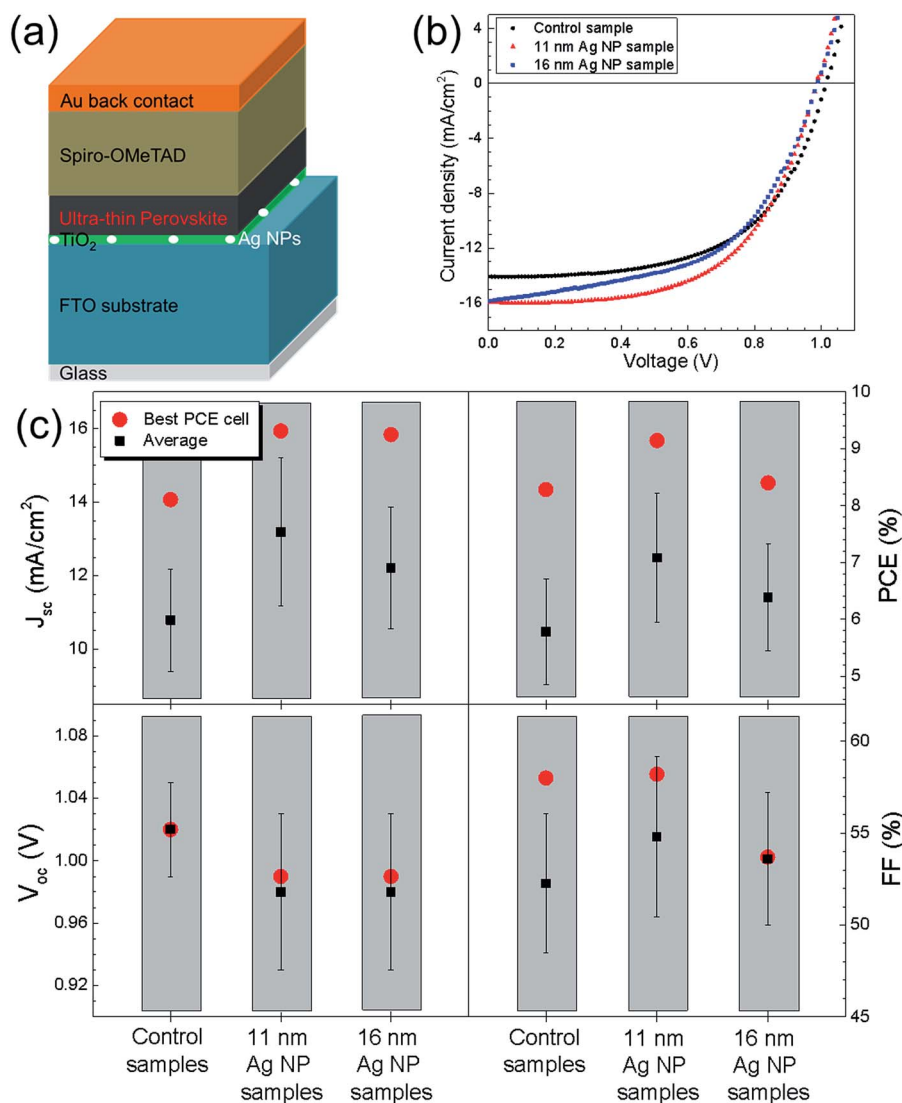 (a)
Au back contact
Spiro-OMeTAD
Ultra-thin Perovskite
TiO₂
Ag NPs
FTO substrate
Glass
(b)
Control sample
11 nm Ag NP sample
16 nm Ag NP sample
Current density (mA/cm²)
4
0
-4
-8
-12
-16
0.0 0.2 0.4 0.6 0.8 1.0
Voltage (V)
(c)
Best PCE cell
Average
J_sc (mA/cm²)
16
14
12
10
PCE (%)
10
9
8
7
6
5
V_oc (V)
1.08
1.04
1.00
0.96
0.92
FF (%)
60
55
50
45
Control
samples
11 nm
Ag NP
samples
16 nm
Ag NP
samples
Control
samples
11 nm
Ag NP
samples
16 nm
Ag NP
samples